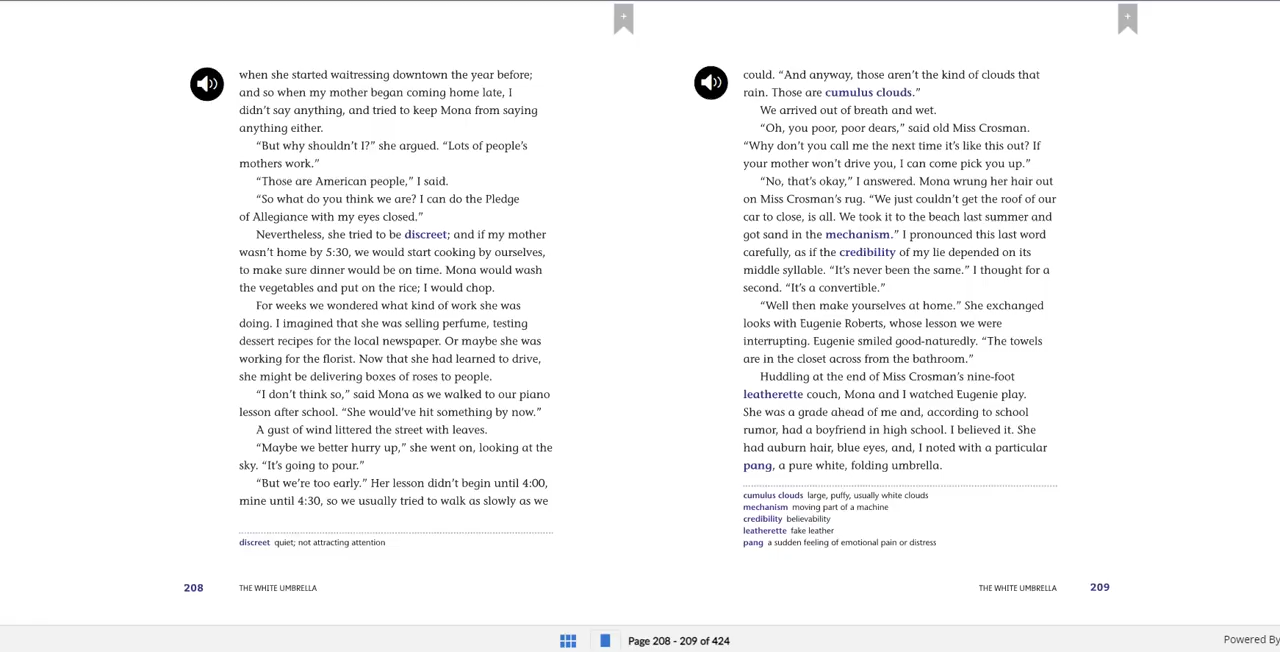 when she started waitressing downtown the year before;
and so when my mother began coming home late, I
didn’t say anything, and tried to keep Mona from saying
anything either.
“But why shouldn’t I?” she argued. “Lots of people’s
mothers work.”
“Those are American people,” I said.
“So what do you think we are? I can do the Pledge
of Allegiance with my eyes closed.”
Nevertheless, she tried to be discreet; and if my mother
wasn’t home by 5:30, we would start cooking by ourselves,
to make sure dinner would be on time. Mona would wash
the vegetables and put on the rice; I would chop.
For weeks we wondered what kind of work she was
doing. I imagined that she was selling perfume, testing
dessert recipes for the local newspaper. Or maybe she was
working for the florist. Now that she had learned to drive,
she might be delivering boxes of roses to people.
“I don’t think so,” said Mona as we walked to our piano
lesson after school. “She would’ve hit something by now.”
A gust of wind littered the street with leaves.
“Maybe we better hurry up,” she went on, looking at the
sky. “It’s going to pour.”
“But we’re too early.” Her lesson didn’t begin until 4:00,
mine until 4:30, so we usually tried to walk as slowly as we
discreet quiet; not attracting attention
208 THE WHITE UMBRELLA
could. “And anyway, those aren’t the kind of clouds that
rain. Those are cumulus clouds.”
We arrived out of breath and wet.
“Oh, you poor, poor dears,” said old Miss Crosman.
“Why don’t you call me the next time it’s like this out? If
your mother won’t drive you, I can come pick you up.”
“No, that’s okay,” I answered. Mona wrung her hair out
on Miss Crosman’s rug. “We just couldn’t get the roof of our
car to close, is all. We took it to the beach last summer and
got sand in the mechanism.” I pronounced this last word
carefully, as if the credibility of my lie depended on its
middle syllable. “It’s never been the same.” I thought for a
second. “It’s a convertible.”
“Well then make yourselves at home.” She exchanged
looks with Eugenie Roberts, whose lesson we were
interrupting. Eugenie smiled good-naturedly. “The towels
are in the closet across from the bathroom.”
Huddling at the end of Miss Crosman’s nine-foot
leatherette couch, Mona and I watched Eugenie play.
She was a grade ahead of me and, according to school
rumor, had a boyfriend in high school. I believed it. She
had auburn hair, blue eyes, and, I noted with a particular
pang, a pure white, folding umbrella.
cumulus clouds large, puffy, usually white clouds
mechanism moving part of a machine
credibility believability
leatherette fake leather
pang a sudden feeling of emotional pain or distress
THE WHITE UMBRELLA 209
Page 208 - 209 of 424
Powered By